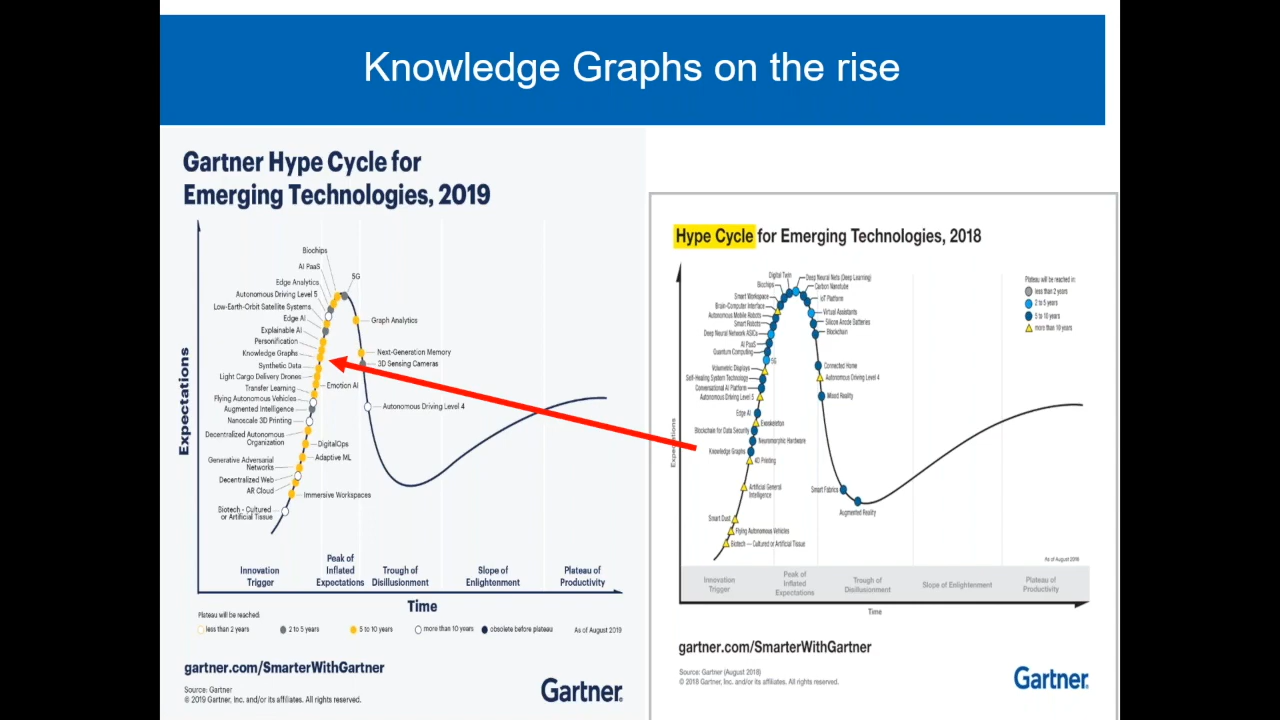 Knowledge Graphs on the rise
Gartner Hype Cycle for
Emerging Technologies, 2019
Biochips
AI PaaS
5G
Edge Analytics
Autonomous Driving Level 5
Low-Earth-Orbit Satellite Systems
Graph Analytics
Edge AI
Explainable AI
Personification
Next-Generation Memory
Knowledge Graphs
3D Sensing Cameras
Synthetic Data
Light Cargo Delivery Drones
Emotion AI
Transfer Learning
Flying Autonomous Vehicles
Autonomous Driving Level 4
Augmented Intelligence
Nanoscale 3D Printing
Decentralized Autonomous
Organization
DigitalOps
Adaptive ML
Generative Adversarial
Networks
Decentralized Web
AR Cloud
Immersive Workspaces
Biotech - Cultured
or Artificial Tissue
Expectations
Innovation
Trigger
Peak of
Inflated
Expectations
Trough of
Disillusionment
Slope of
Enlightenment
Plateau of
Productivity
Time
Plateau will be reached:
less than 2 years
2 to 5 years
5 to 10 years
more than 10 years
obsolete before plateau
As of August 2019
gartner.com/SmarterWithGartner
Source: Gartner
© 2019 Gartner, Inc. and/or its affiliates. All rights reserved.
Gartner.
Hype Cycle for Emerging Technologies, 2018
Digital Twin
Deep Neural Nets (Deep Learning)
Biochips
Carbon Nanotube
Smart Workspace
IoT Platform
Brain-Computer Interface
Virtual Assistants
Autonomous Mobile Robots
Silicon Anode Batteries
Smart Robots
Blockchain
Deep Neural Network ASICs
AI PaaS
Quantum Computing
5G
Connected Home
Volumetric Displays
Self-Healing System Technology
Autonomous Driving Level 4
Conversational AI Platform
Autonomous Driving Level 5
Mixed Reality
Edge AI
Exoskeleton
Blockchain for Data Security
Neuromorphic Hardware
Knowledge Graphs
4D Printing
Artificial General
Intelligence
Smart Fabrics
Augmented Reality
Smart Dust
Flying Autonomous Vehicles
Biotech — Cultured or Artificial Tissue
Plateau will be reached in:
less than 2 years
2 to 5 years
5 to 10 years
more than 10 years
As of August 2018
Innovation
Trigger
Peak of
Inflated
Expectations
Trough of
Disillusionment
Slope of Enlightenment
Plateau of
Productivity
Time
gartner.com/SmarterWithGartner
Source: Gartner (August 2018)
© 2018 Gartner, Inc. and/or its affiliates. All rights reserved.
Gartner.